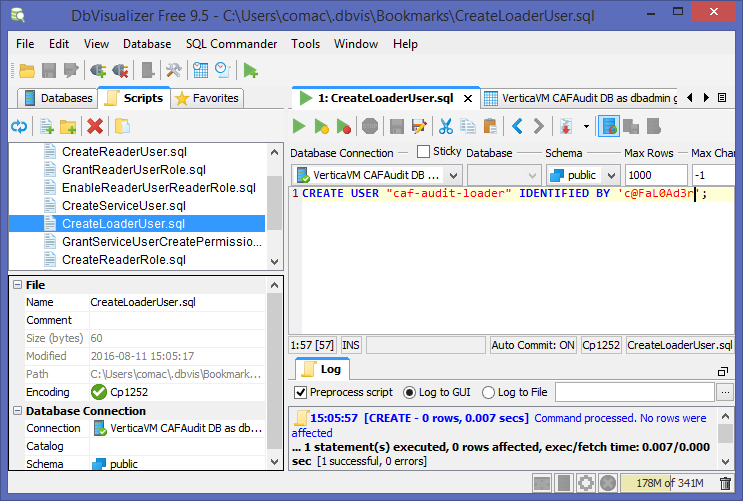 DbVisualizer Free 9.5 - C:\Users\comac\.dbvis\Bookmarks\CreateLoaderUser.sql
File Edit View Database SQL Commander Tools Window Help
Databases Scripts Favorites
1: CreateLoaderUser.sql VerticaVM CAFAudit DB as dbadmin g
CreateReaderUser.sql
GrantReaderUserRole.sql
EnableReaderUserReaderRole.sql
CreateServiceUser.sql
CreateLoaderUser.sql
GrantServiceUserCreatePermissio...
CreateReaderRole.sql
Database Connection Sticky Database Schema Max Rows Max Char
VerticaVM CAFAudit DB ... public 1000 -1
1 CREATE USER "caf-audit-loader" IDENTIFIED BY 'c@FaL0Ad3r';
File
Name CreateLoaderUser.sql
Comment
Size (bytes) 60
Modified 2016-08-11 15:05:17
Path C:\Users\comac\.dbvis\Bookmark...
Encoding Cp1252
Database Connection
Connection VerticaVM CAFAudit DB as db...
Catalog
Schema public
1:57 [57] INS Auto Commit: ON Cp1252 CreateLoaderUser.sql
Log
Preprocess script Log to GUI Log to File ...
15:05:57 [CREATE - 0 rows, 0.007 secs] Command processed. No rows were
affected
... 1 statement(s) executed, 0 rows affected, exec/fetch time: 0.007/0.000
sec [1 successful, 0 errors]
178M of 341M